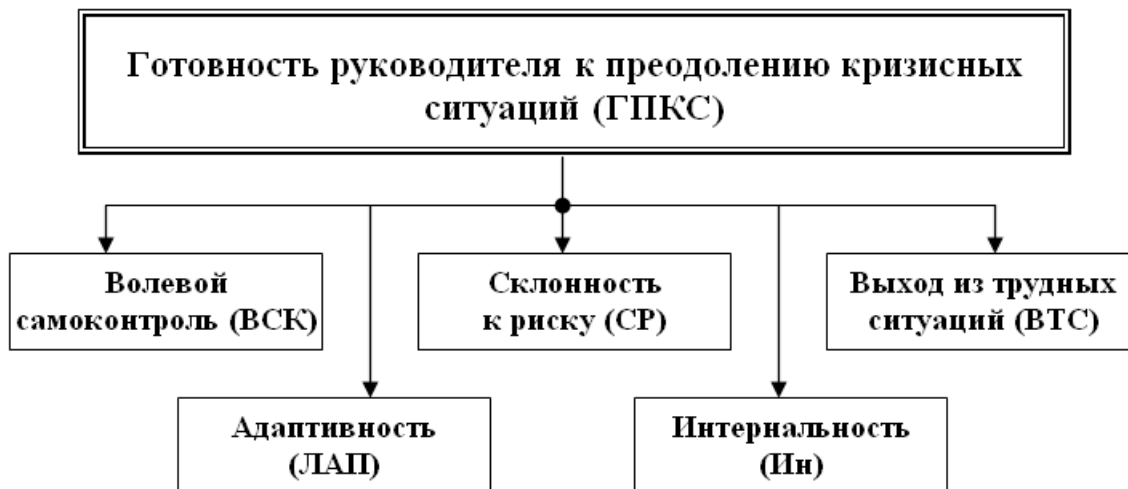 Готовность руководителя к преодолению кризисных
ситуаций (ГПКС)
Волевой
самоконтроль (ВСК)
Склонность
к риску (СР)
Выход из трудных
ситуаций (ВТС)
Адаптивность
(ЛАП)
Интернальность
(Ин)